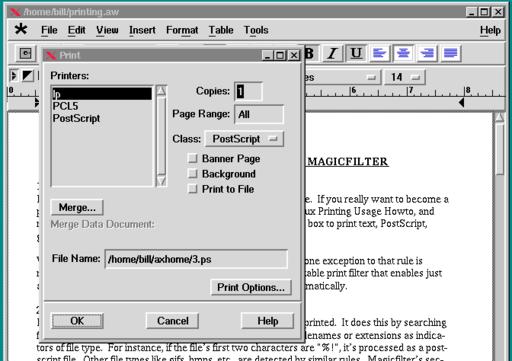 /home/bill/printing.aw
File Edit View Insert Format Table Tools Help
Print
B I U
Printers:
lp
PCL5
PostScript
Copies: 1
Page Range: All
Class: PostScript
Banner Page
Background
Print to File
Merge...
Merge Data Document:
File Name: /home/bill/axhome/3.ps
Print Options...
OK Cancel Help
es 14
0 6 7 8
MAGICFILTER
e. If you really want to become a
ux Printing Usage Howto, and
box to print text, PostScript,
one exception to that rule is
table print filter that enables just
matically.
printed. It does this by searching
lenames or extensions as indica-
tors of file type. For instance, if the file's first two characters are "%!", it's processed as a post-
script file. Other file types like gifs, bmps, etc., are detected by similar rules. Magicfilter's sec-